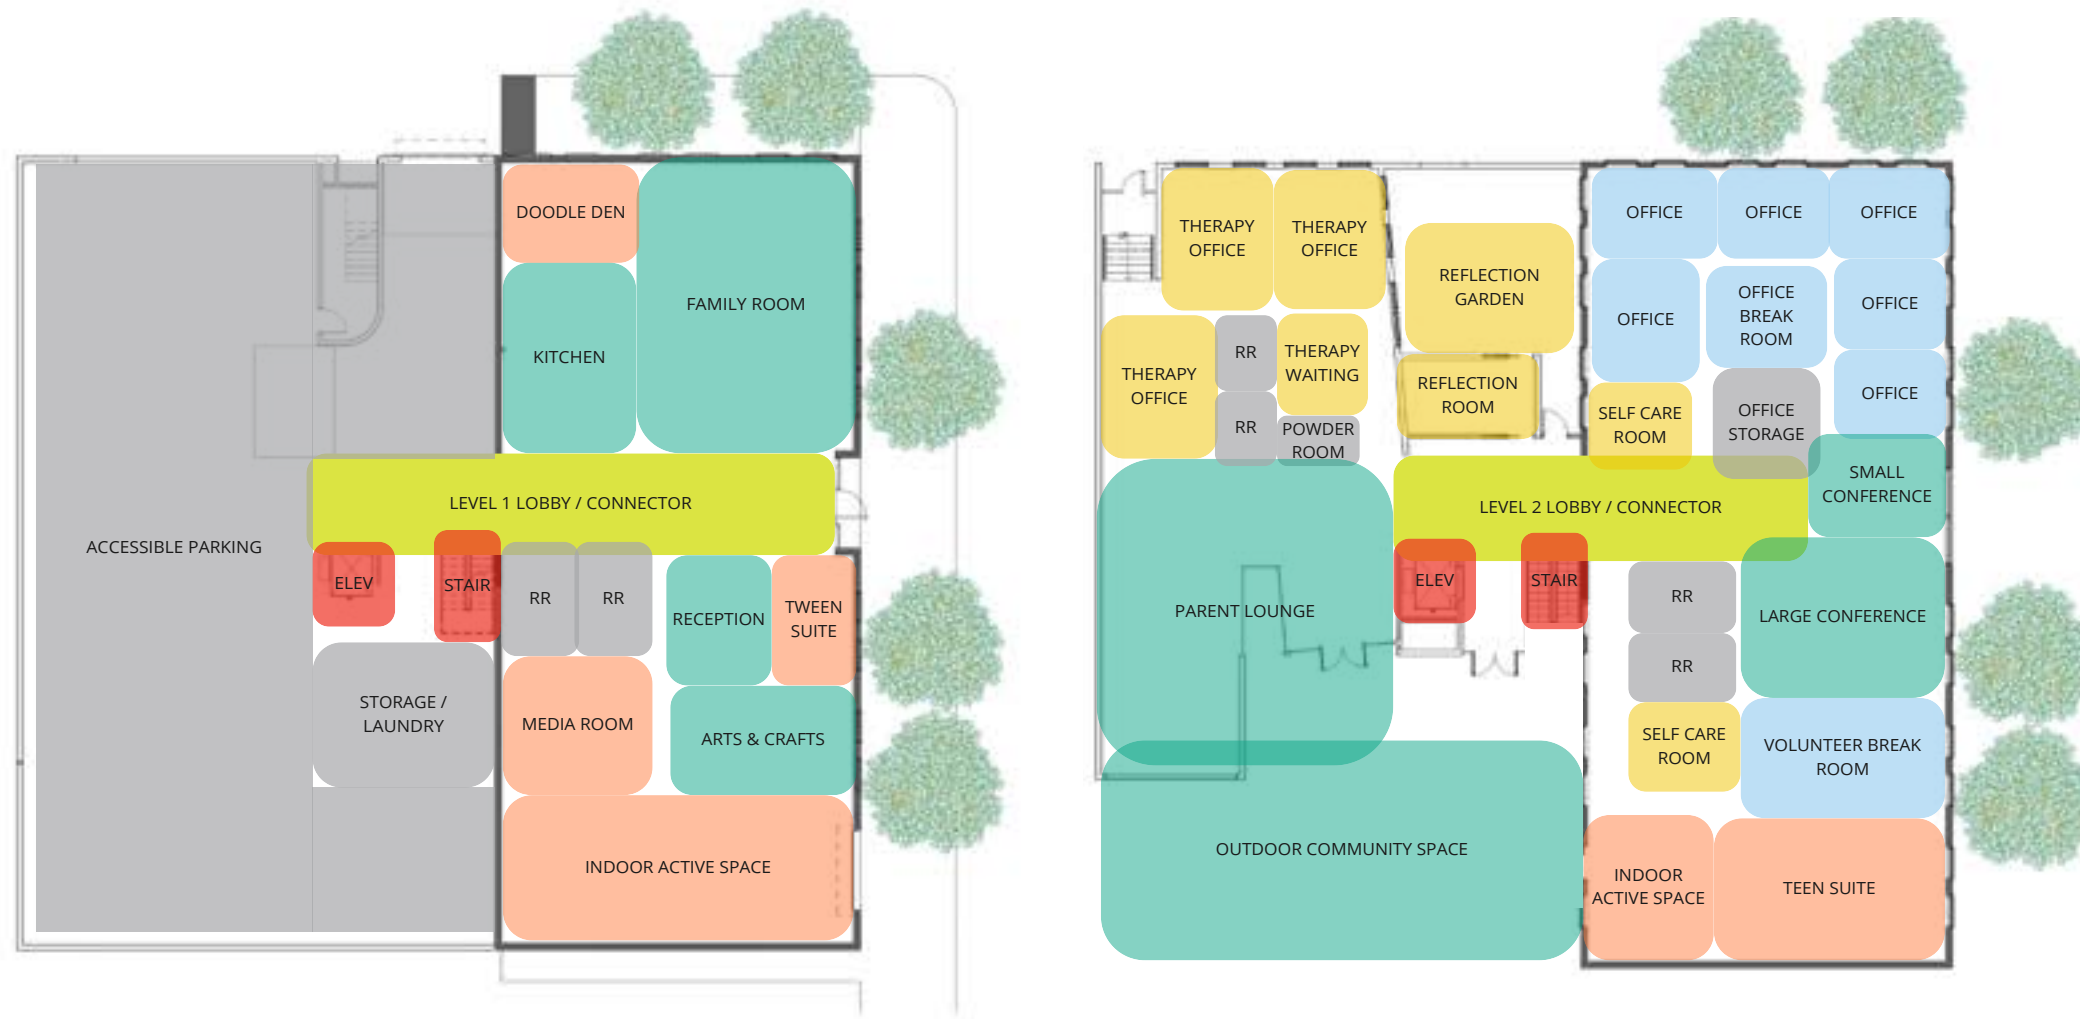 DOODLE DEN
FAMILY ROOM
KITCHEN
LEVEL 1 LOBBY / CONNECTOR
ACCESSIBLE PARKING
ELEV
STAIR
RR
RR
RECEPTION
TWEEN
SUITE
STORAGE /
LAUNDRY
MEDIA ROOM
ARTS & CRAFTS
INDOOR ACTIVE SPACE
THERAPY
OFFICE
THERAPY
OFFICE
REFLECTION
GARDEN
OFFICE
OFFICE
OFFICE
OFFICE
OFFICE
BREAK
ROOM
OFFICE
THERAPY
OFFICE
RR
THERAPY
WAITING
REFLECTION
ROOM
OFFICE
RR
POWDER
ROOM
SELF CARE
ROOM
OFFICE
STORAGE
SMALL
CONFERENCE
LEVEL 2 LOBBY / CONNECTOR
PARENT LOUNGE
ELEV
STAIR
RR
LARGE CONFERENCE
RR
SELF CARE
ROOM
VOLUNTEER BREAK
ROOM
OUTDOOR COMMUNITY SPACE
INDOOR
ACTIVE SPACE
TEEN SUITE